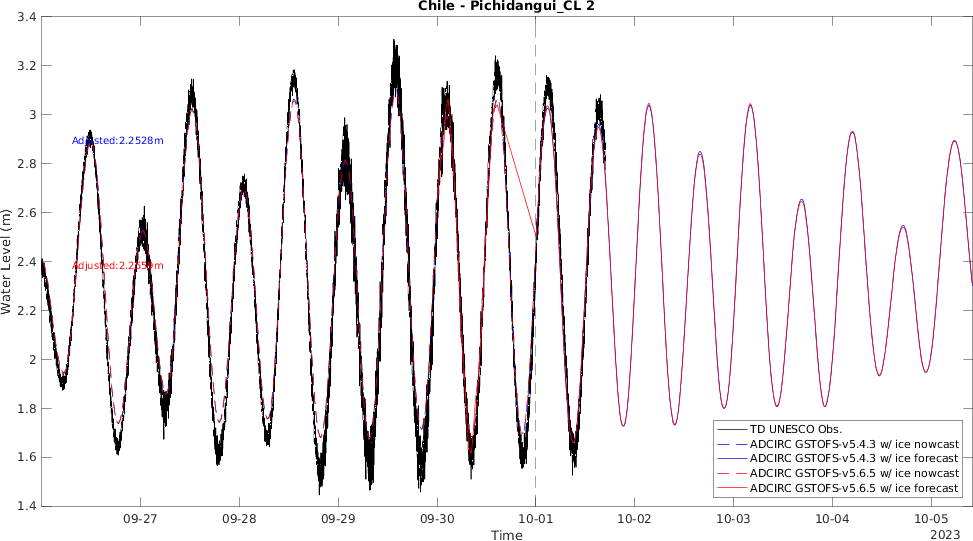 Chile - Pichidangui_CL 2
3.4
3.2
3
2.8
2.6
2.4
2.2
2
1.8
1.6
1.4
Water Level (m)
Adjusted:2.2528m
TD UNESCO Obs.
ADCIRC GSTOFS-v5.4.3 w/ ice nowcast
ADCIRC GSTOFS-v5.4.3 w/ ice forecast
ADCIRC GSTOFS-v5.6.5 w/ ice nowcast
ADCIRC GSTOFS-v5.6.5 w/ ice forecast
09-27
09-28
09-29
09-30
10-01
10-02
10-03
10-04
10-05
Time
2023